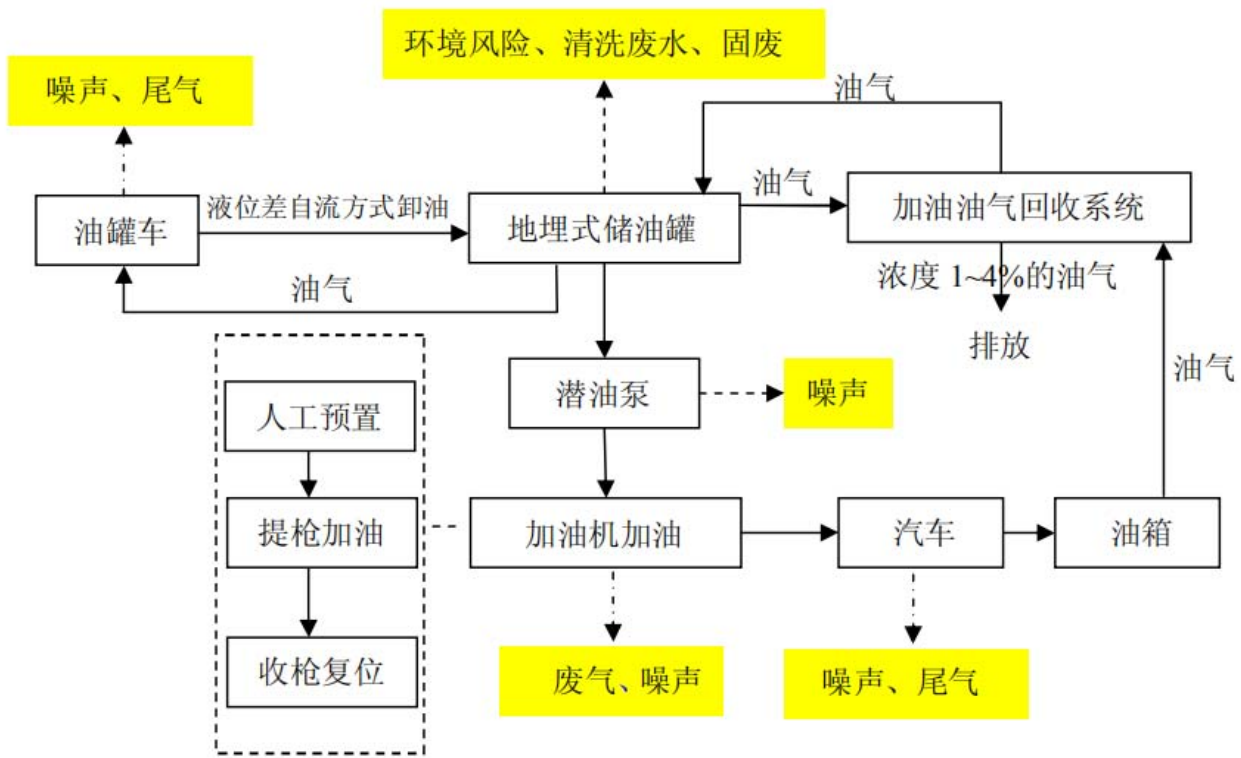 环境风险、清洗废水、固废
噪声、尾气
油气
油罐车
液位差自流方式卸油
地埋式储油罐
油气
加油油气回收系统
油气
浓度 1~4%的油气
排放
油气
潜油泵
噪声
人工预置
提枪加油
加油机加油
汽车
油箱
收枪复位
废气、噪声
噪声、尾气